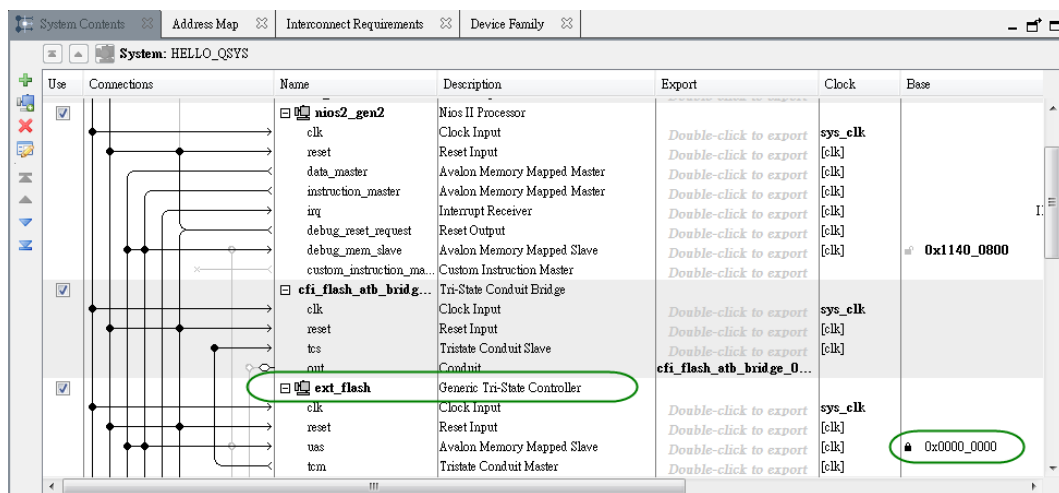 System Contents Address Map Interconnect Requirements Device Family
System: HELLO_QSYS
Use Connections Name Description Export Clock Base
nios2_gen2 Nios II Processor
clk Clock Input Double-click to export sys_clk
reset Reset Input Double-click to export [clk]
data_master Avalon Memory Mapped Master Double-click to export [clk]
instruction_master Avalon Memory Mapped Master Double-click to export [clk]
irq Interrupt Receiver Double-click to export [clk]
debug_reset_request Reset Output Double-click to export [clk]
debug_mem_slave Avalon Memory Mapped Slave Double-click to export [clk] 0x1140_0800
custom_instruction_ma... Custom Instruction Master Double-click to export
cfi_flash_atb_bridg... Tri-State Conduit Bridge
clk Clock Input Double-click to export sys_clk
reset Reset Input Double-click to export [clk]
tcs Tristate Conduit Slave Double-click to export [clk]
out Conduit cfi_flash_atb_bridge_0...
ext_flash Generic Tri-State Controller
clk Clock Input Double-click to export sys_clk
reset Reset Input Double-click to export [clk]
uas Avalon Memory Mapped Slave Double-click to export [clk] 0x0000_0000
tcm Tristate Conduit Master Double-click to export [clk]